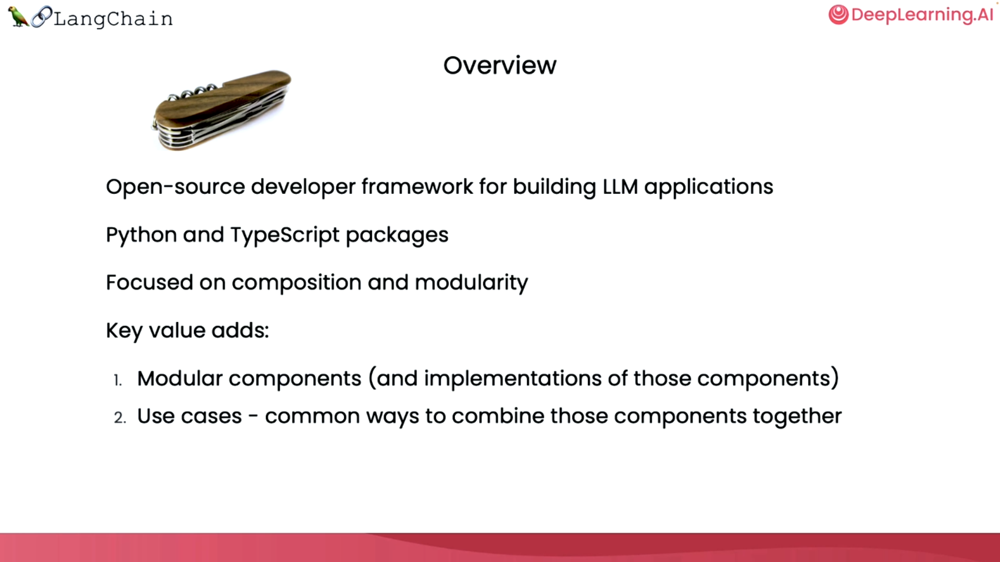 LangChain
DeepLearning.AI
Overview
Open-source developer framework for building LLM applications
Python and TypeScript packages
Focused on composition and modularity
Key value adds:
1. Modular components (and implementations of those components)
2. Use cases - common ways to combine those components together